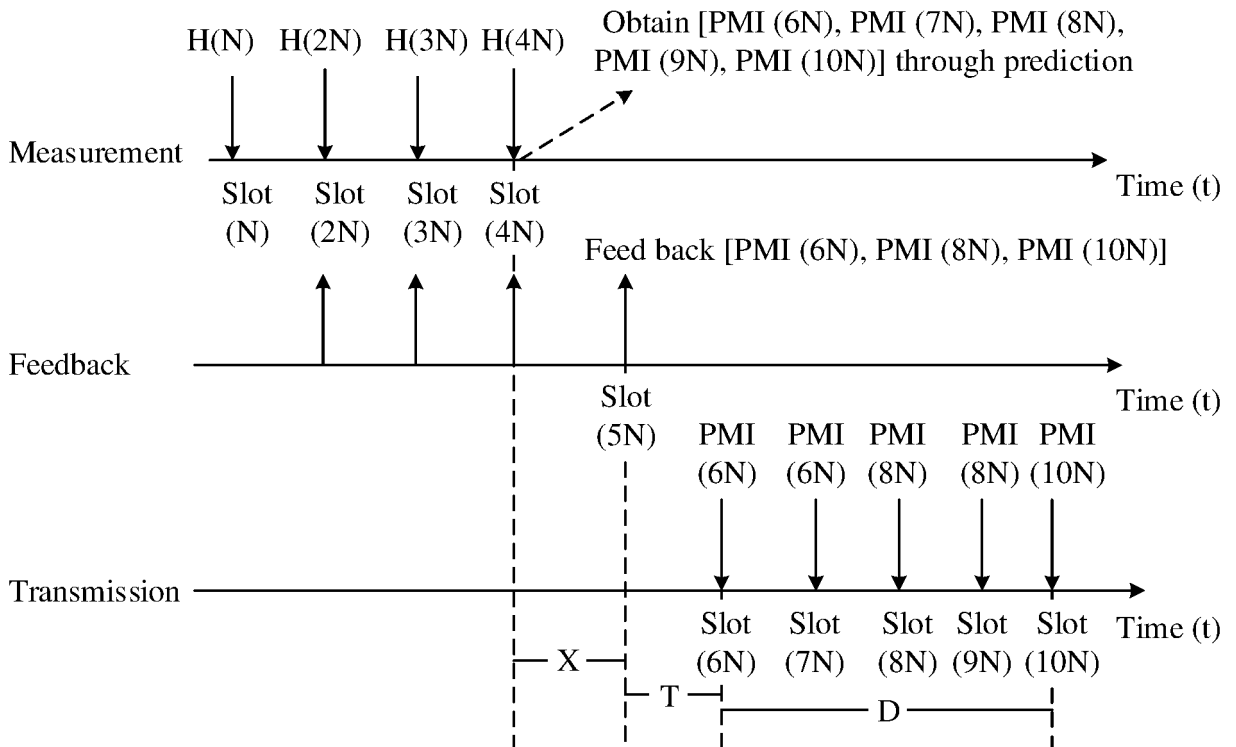 H(N) H(2N) H(3N) H(4N)
Obtain [PMI (6N), PMI (7N), PMI (8N),
PMI (9N), PMI (10N)] through prediction
Measurement
Time (t)
Slot Slot Slot Slot
(N) (2N) (3N) (4N)
Feed back [PMI (6N), PMI (8N), PMI (10N)]
Feedback
Time (t)
Slot
(5N)
PMI PMI PMI PMI PMI
(6N) (6N) (8N) (8N) (10N)
Transmission
Time (t)
Slot Slot Slot Slot Slot
(6N) (7N) (8N) (9N) (10N)
X
T
D